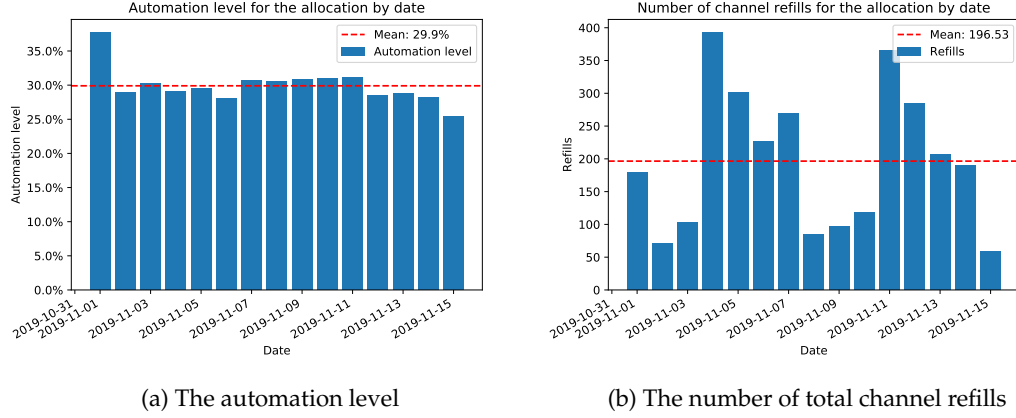 Automation level for the allocation by date
Mean: 29.9%
Automation level
35.0%
30.0%
25.0%
20.0%
15.0%
10.0%
5.0%
0.0%
Automation level
2019-10-31
2019-11-01
2019-11-03
2019-11-05
2019-11-07
2019-11-09
2019-11-11
2019-11-13
2019-11-15
Date
(a) The automation level
Number of channel refills for the allocation by date
Mean: 196.53
Refills
400
350
300
250
200
150
100
50
0
Refills
2019-10-31
2019-11-01
2019-11-03
2019-11-05
2019-11-07
2019-11-09
2019-11-11
2019-11-13
2019-11-15
Date
(b) The number of total channel refills